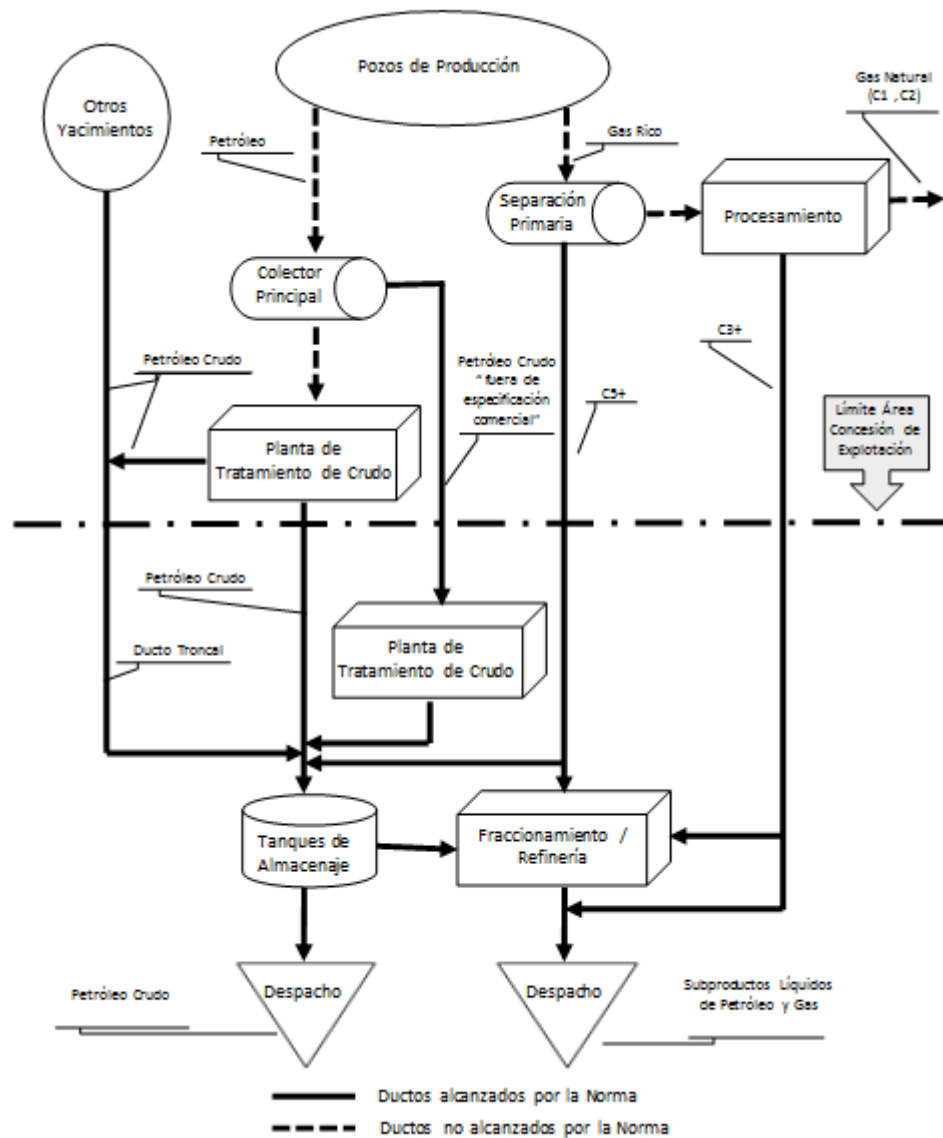 Pozos de Producción
Gas Natural
(C1 , C2)
Otros
Yacimientos
Petróleo
Gas Rico
Separación
Primaria
Procesamiento
Colector
Principal
Petróleo Crudo
Petróleo Crudo
" fuera de
especificación
comercial"
C3+
C5+
Límite Área
Concesión de
Explotación
Planta de
Tratamiento de Crudo
Petróleo Crudo
Ducto Troncal
Planta de
Tratamiento de Crudo
Tanques de
Almacenaje
Fraccionamiento /
Refinería
Petróleo Crudo
Despacho
Despacho
Subproductos Líquidos
de Petróleo y Gas
Ductos alcanzados por la Norma
Ductos no alcanzados por la Norma